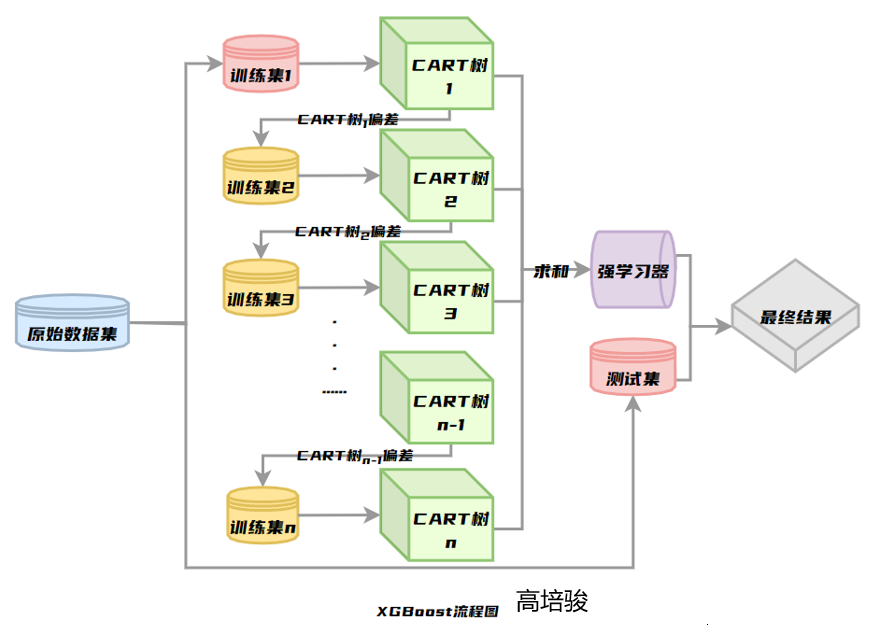 训练集1
CART树
1
CART树1偏差
训练集2
CART树
2
CART树2偏差
训练集3
CART树
3
.
.
.
......
CART树
n-1
CART树n-1偏差
训练集n
CART树
n
原始数据集
求和
强学习器
测试集
最终结果
XGBoost流程图 高培骏